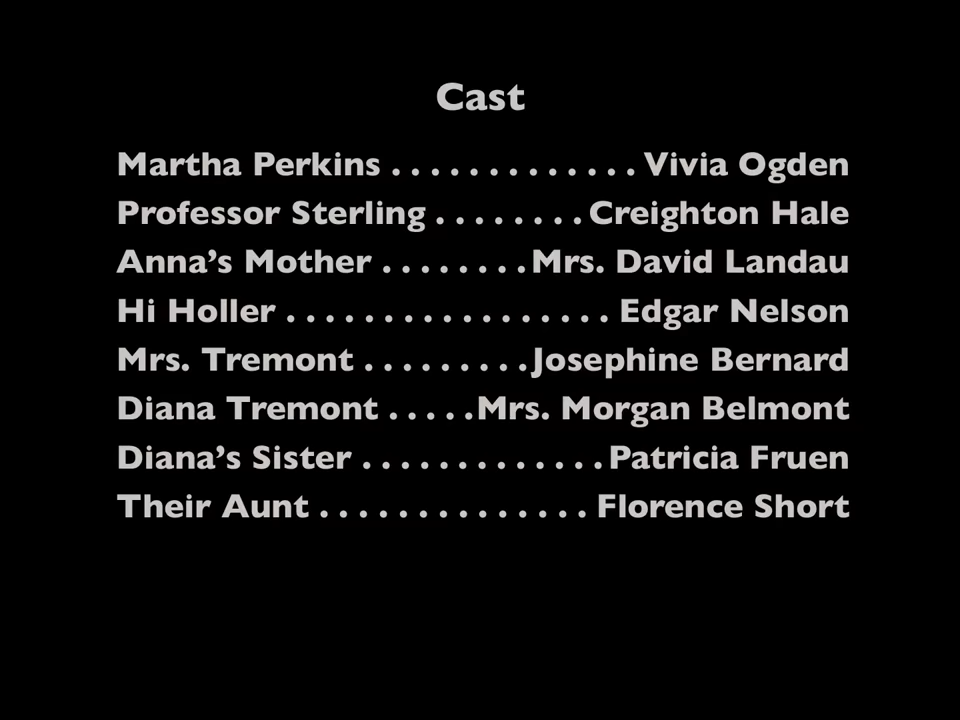 Cast
Martha Perkins . . . . . . . . . . . . . Vivia Ogden
Professor Sterling . . . . . . . . Creighton Hale
Anna’s Mother . . . . . . . . Mrs. David Landau
Hi Holler . . . . . . . . . . . . . . . . . Edgar Nelson
Mrs. Tremont . . . . . . . . . Josephine Bernard
Diana Tremont . . . . . Mrs. Morgan Belmont
Diana’s Sister . . . . . . . . . . . . . Patricia Fruen
Their Aunt . . . . . . . . . . . . . . Florence Short